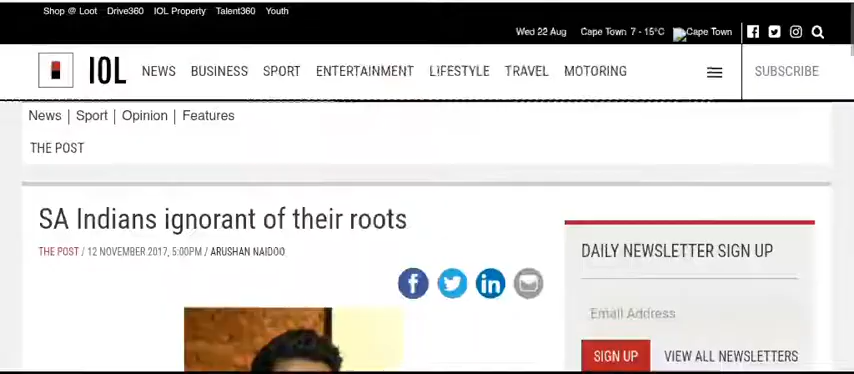 Shop @ Loot Drive360 IOL Property Talent360 Youth
Wed 22 Aug Cape Town 7 - 15°C Cape Town
IOL NEWS BUSINESS SPORT ENTERTAINMENT LIFESTYLE TRAVEL MOTORING SUBSCRIBE
News | Sport | Opinion | Features
THE POST
SA Indians ignorant of their roots
THE POST / 12 NOVEMBER 2017, 5:00PM / ARUSHAN NAIDOO
f in
DAILY NEWSLETTER SIGN UP
Email Address
SIGN UP VIEW ALL NEWSLETTERS